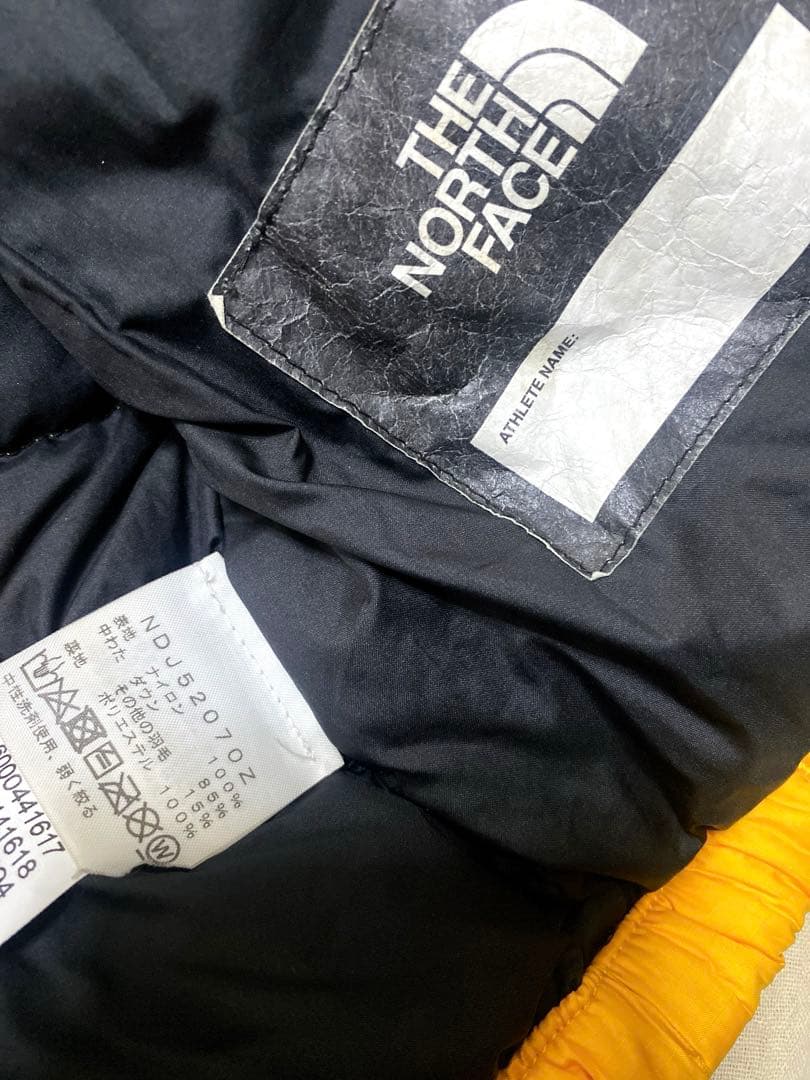 THE
NORTH
FACE
ATHLETE NAME:
NDJ52070Z
表地 ナイロン 100%
中わた ダウン 85%
その他の羽毛 15%
裏地 ポリエステル 100%
中性洗剤使用、弱く絞る
6000441617